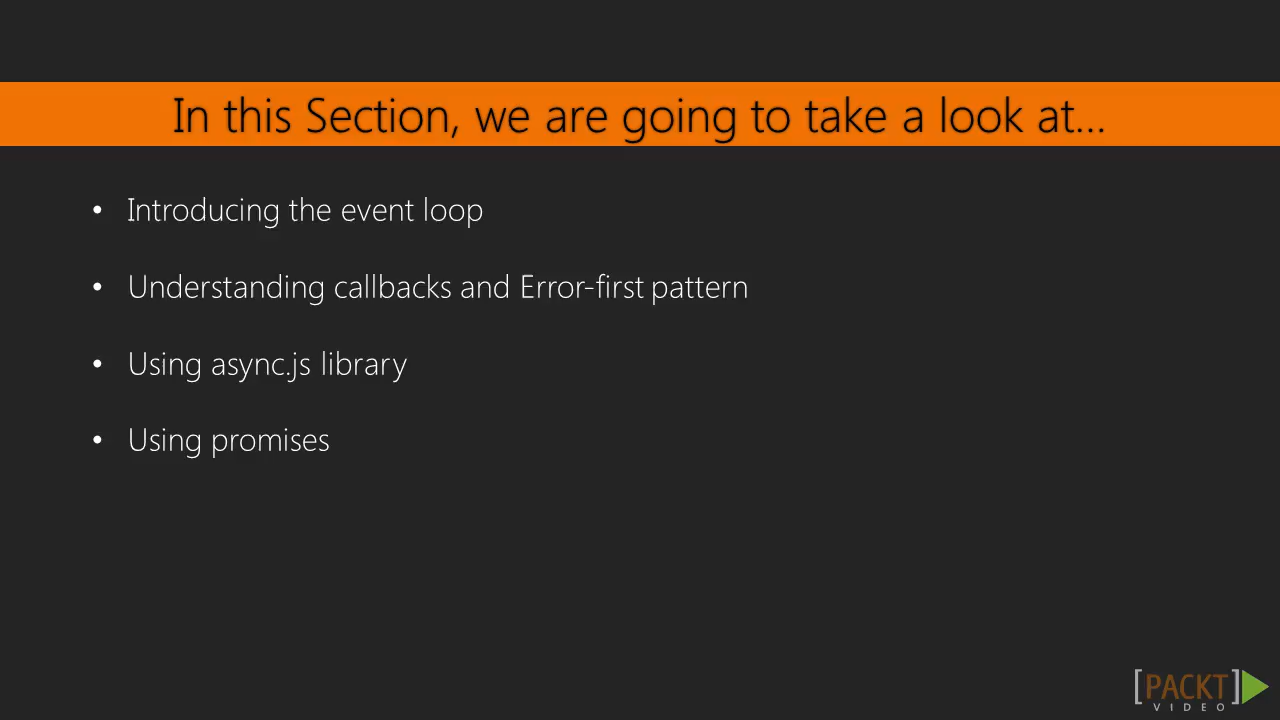 In this Section, we are going to take a look at...
• Introducing the event loop
• Understanding callbacks and Error-first pattern
• Using async.js library
• Using promises
[PACKT]
VIDEO